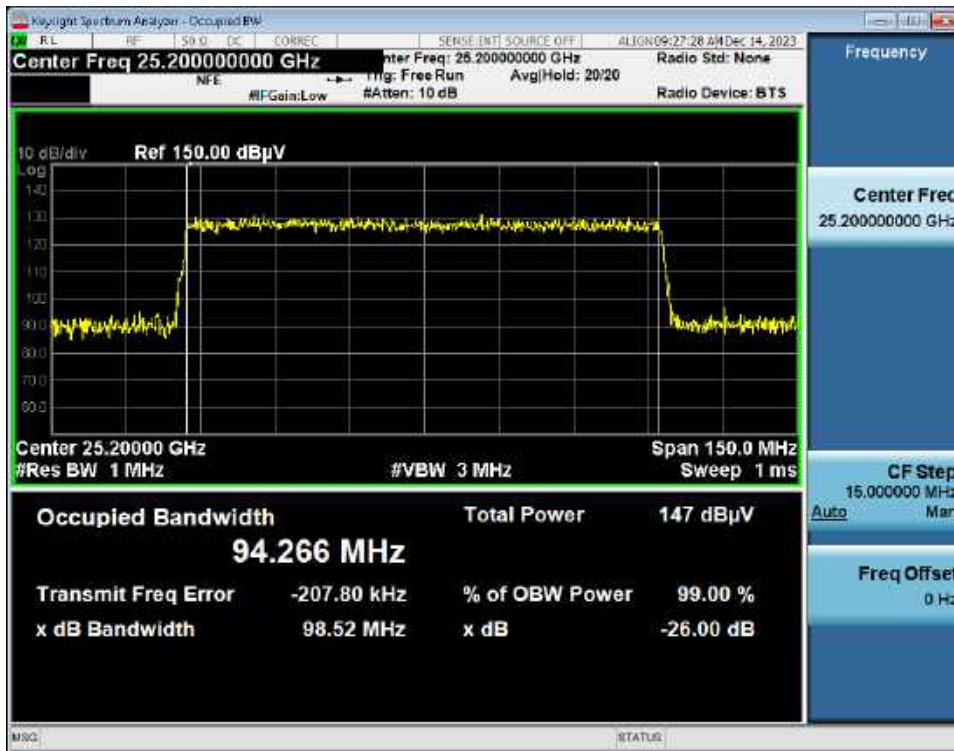 Keysight Spectrum Analyzer - Occupied BW
RL RF 50 Ω DC CORREC SENSE:INT SOURCE OFF ALIGN 09:27:28 AM Dec 14, 2023
Center Freq 25.200000000 GHz
Center Freq: 25.200000000 GHz
Radio Std: None
NFE
Trig: Free Run
Avg|Hold: 20/20
#IFGain:Low
#Atten: 10 dB
Radio Device: BTS
Frequency
10 dB/div
Ref 150.00 dBµV
Log
140
130
120
110
100
90.0
80.0
70.0
60.0
Center 25.20000 GHz
Span 150.0 MHz
#Res BW 1 MHz
#VBW 3 MHz
Sweep 1 ms
Occupied Bandwidth
Total Power 147 dBµV
94.266 MHz
Transmit Freq Error -207.80 kHz
% of OBW Power 99.00 %
x dB Bandwidth 98.52 MHz
x dB -26.00 dB
Center Freq
25.200000000 GHz
CF Step
15.000000 MHz
Auto Man
Freq Offset
0 Hz
MSG
STATUS